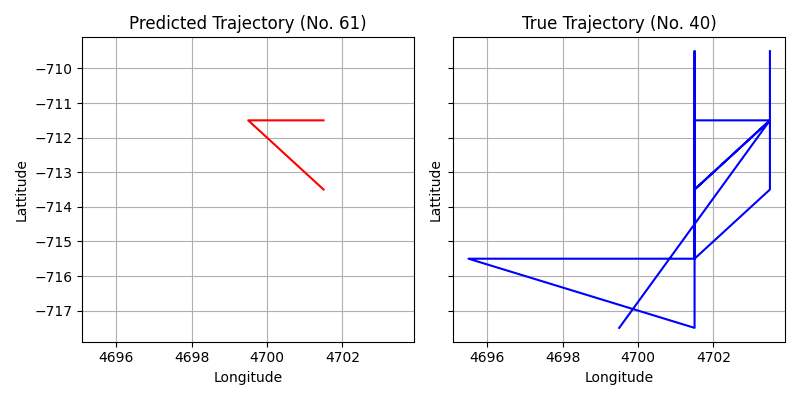 Predicted Trajectory (No. 61)
True Trajectory (No. 40)
Lattitude
−710
−711
−712
−713
−714
−715
−716
−717
4696
4698
4700
4702
Longitude
Lattitude
4696
4698
4700
4702
Longitude